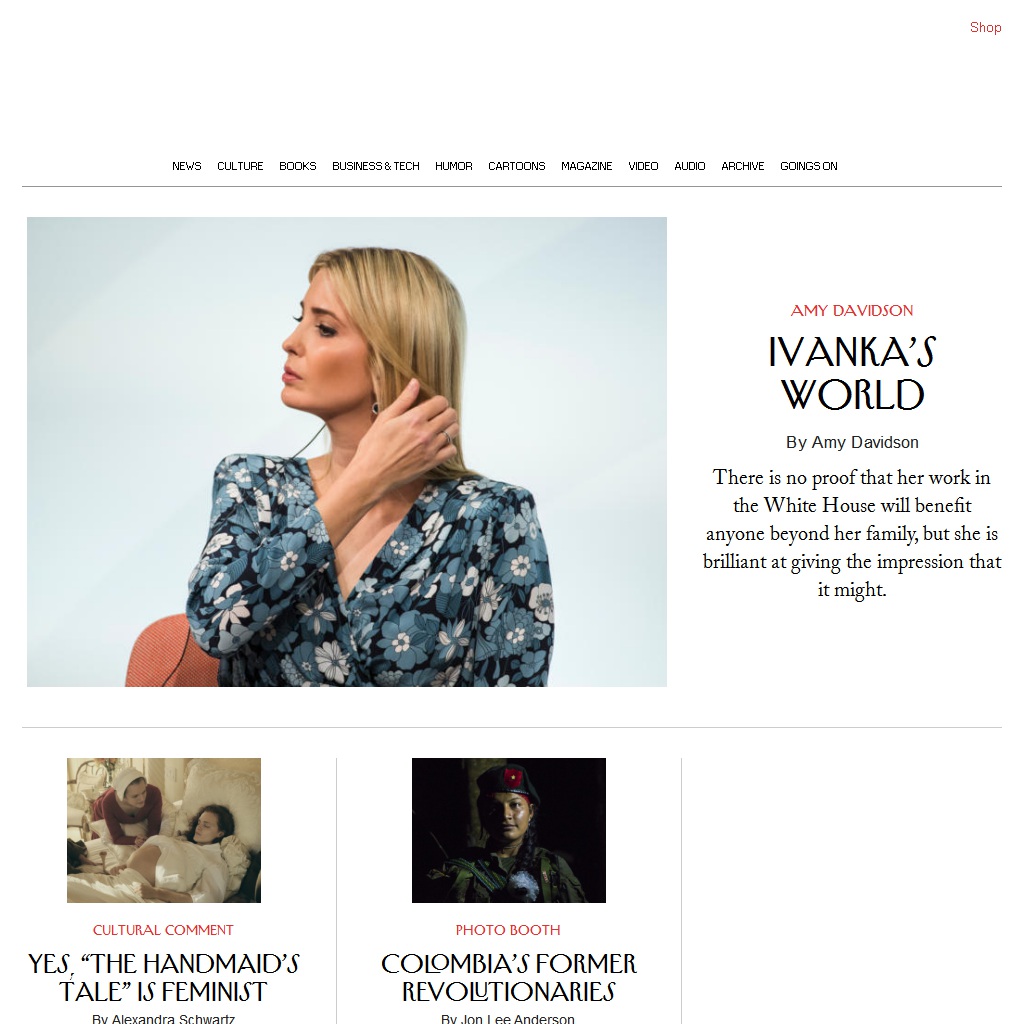 Shop
NEWS CULTURE BOOKS BUSINESS & TECH HUMOR CARTOONS MAGAZINE VIDEO AUDIO ARCHIVE GOINGS ON
AMY DAVIDSON
IVANKA'S
WORLD
By Amy Davidson
There is no proof that her work in
the White House will benefit
anyone beyond her family, but she is
brilliant at giving the impression that
it might.
CULTURAL COMMENT
YES, “THE HANDMAID'S
TALE” IS FEMINIST
By Alexandra Schwartz
PHOTO BOOTH
COLOMBIA'S FORMER
REVOLUTIONARIES
By Jon Lee Anderson